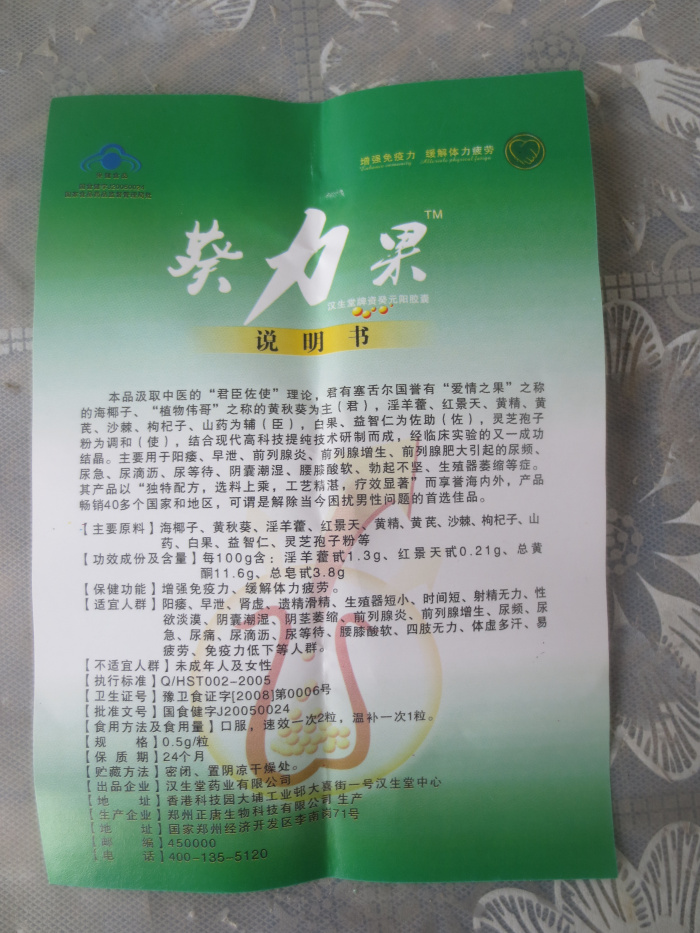 增强免疫力 缓解体力疲劳
Enhance immunity Alleviate physical fatigue
保健食品
葵力果 TM
汉生堂牌资癸元阳胶囊
说明书
本品汲取中医的“君臣佐使”理论，君有塞舌尔国誉有“爱情之果”之称
的海椰子、“植物伟哥”之称的黄秋葵为主（君），淫羊藿、红景天、黄精、黄
芪、沙棘、枸杞子、山药为辅（臣），白果、益智仁为佐助（佐），灵芝孢子
粉为调和（使），结合现代高科技提纯技术研制而成，经临床实验的又一成功
结晶。主要用于阳痿、早泄、前列腺炎、前列腺增生、前列腺肥大引起的尿频、
尿急、尿滴沥、尿等待、阴囊潮湿、腰膝酸软、勃起不坚、生殖器萎缩等症。
其产品以“独特配方，选料上乘，工艺精湛，疗效显著”而享誉海内外，产品
畅销40多个国家和地区，可谓是解除当今困扰男性问题的首选佳品。
【主要原料】海椰子、黄秋葵、淫羊藿、红景天、黄精、黄芪、沙棘、枸杞子、山
药、白果、益智仁、灵芝孢子粉等
【功效成份及含量】每100g含：淫羊藿甙1.3g、红景天甙0.21g、总黄
酮11.6g、总皂甙3.8g
【保健功能】增强免疫力、缓解体力疲劳。
【适宜人群】阳痿、早泄、肾虚、遗精滑精、生殖器短小、时间短、射精无力、性
欲淡漠、阴囊潮湿、阴茎萎缩、前列腺炎、前列腺增生、尿频、尿
急、尿痛、尿滴沥、尿等待、腰膝酸软、四肢无力、体虚多汗、易
疲劳、免疫力低下等人群。
【不适宜人群】未成年人及女性
【执行标准】Q/HST002-2005
【卫生证号】豫卫食证字[2008]第0006号
【批准文号】国食健字J20050024
【食用方法及食用量】口服，速效一次2粒，温补一次1粒。
【规 格】0.5g/粒
【保 质 期】24个月
【贮藏方法】密闭、置阴凉干燥处。
【出品企业】汉生堂药业有限公司
【地 址】香港科技园大埔工业邨大喜街一号汉生堂中心
【生产企业】郑州正唐生物科技有限公司 生产
【地 址】国家郑州经济开发区李南岗71号
【邮 编】450000
【电 话】400-135-5120